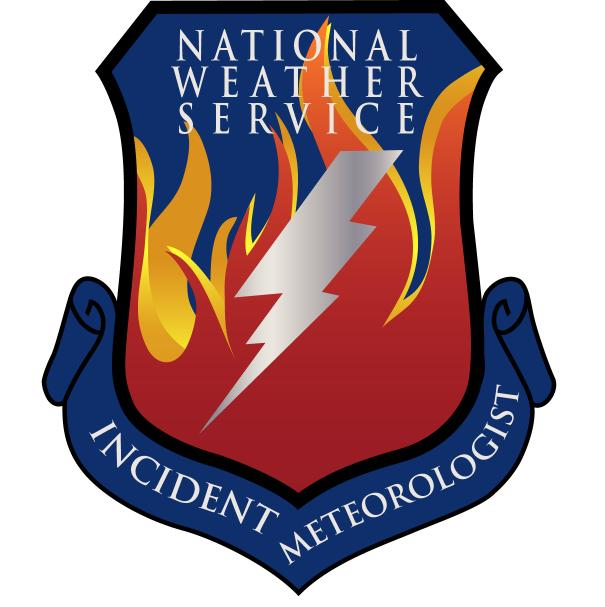 NATIONAL
WEATHER
SERVICE
INCIDENT METEOROLOGIST